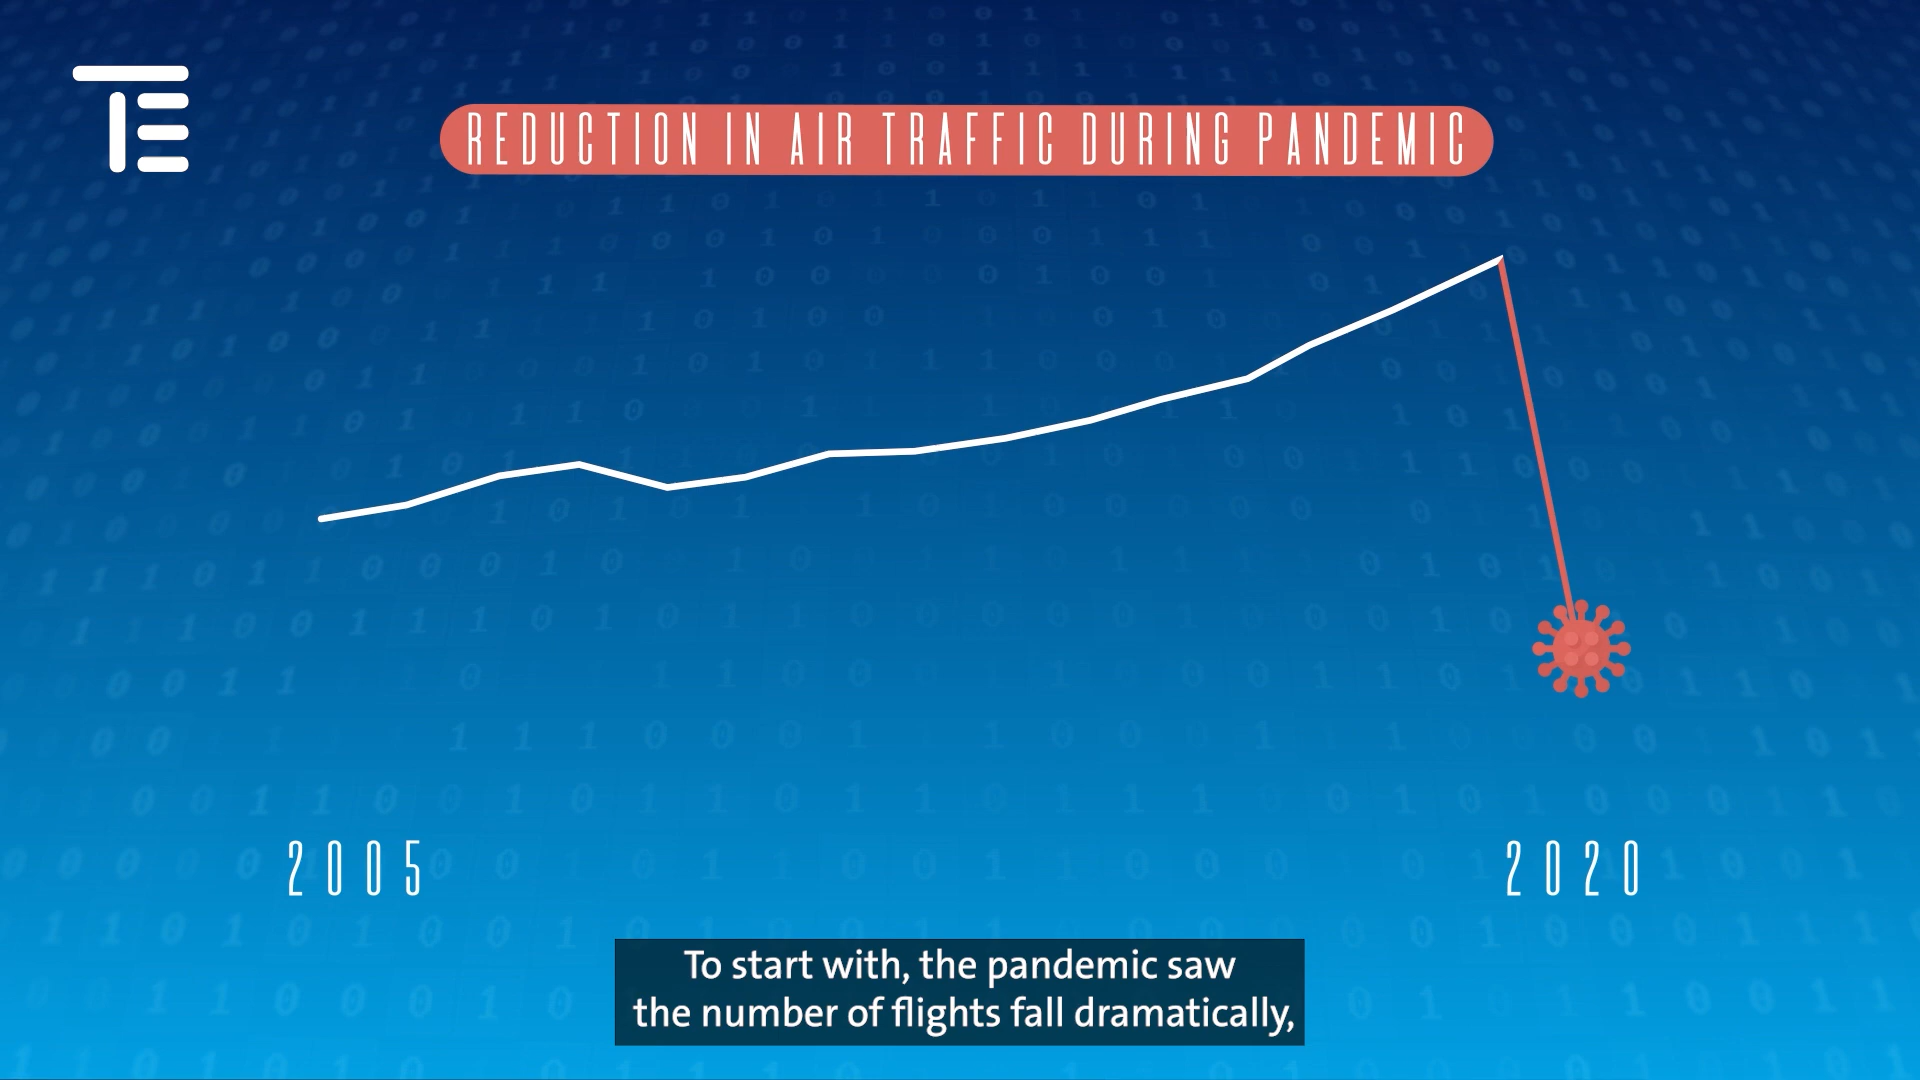 TE
REDUCTION IN AIR TRAFFIC DURING PANDEMIC
2005
2020
To start with, the pandemic saw
the number of flights fall dramatically,